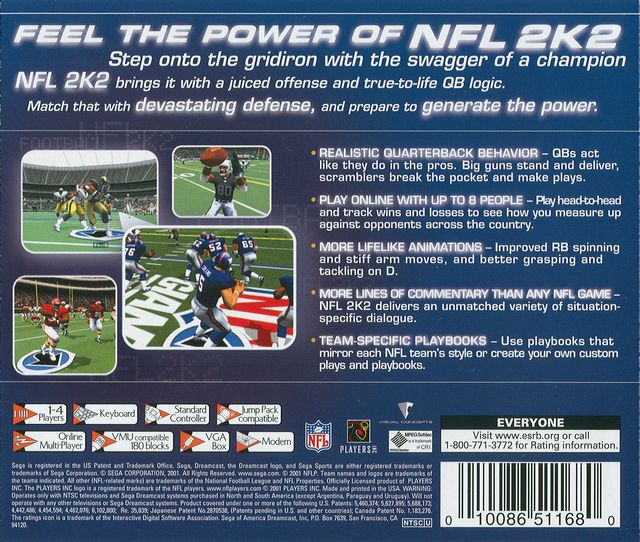 FEEL THE POWER OF NFL 2K2
Step onto the gridiron with the swagger of a champion
NFL 2K2 brings it with a juiced offense and true-to-life QB logic.
Match that with devastating defense, and prepare to generate the power.
• REALISTIC QUARTERBACK BEHAVIOR – QBs act
like they do in the pros. Big guns stand and deliver,
scramblers break the pocket and make plays.
• PLAY ONLINE WITH UP TO 8 PEOPLE – Play head-to-head
and track wins and losses to see how you measure up
against opponents across the country.
• MORE LIFELIKE ANIMATIONS – Improved RB spinning
and stiff arm moves, and better grasping and
tackling on D.
• MORE LINES OF COMMENTARY THAN ANY NFL GAME –
NFL 2K2 delivers an unmatched variety of situation-
specific dialogue.
• TEAM-SPECIFIC PLAYBOOKS – Use playbooks that
mirror each NFL team's style or create your own custom
plays and playbooks.
80
76
52
65
GIAN
1-4 Players
Keyboard
Standard Controller
Jump Pack compatible
Online Multi-Player
VMU compatible 180 blocks
VGA Box
Modem
NFL
PLAYERS INC
VISUAL CONCEPTS
MPEG Sofdec
EVERYONE
Visit www.esrb.org or call
1-800-771-3772 for Rating information.
Sega is registered in the US Patent and Trademark Office. Sega, Dreamcast, the Dreamcast logo, and Sega Sports are either registered trademarks or
trademarks of Sega Corporation. © SEGA CORPORATION, 2001. All Rights Reserved. www.sega.com. © 2001 NFLP. Team names and logos are trademarks of
the teams indicated. All other (NFL-related) marks are trademarks of the National Football League and NFL Properties. Officially Licensed product of PLAYERS
INC. The PLAYERS INC logo is a registered trademark of the NFL players. www.nflplayers.com © 2001 PLAYERS INC. Made and printed in the USA. WARNING:
Operates only with NTSC televisions and Sega Dreamcast systems purchased in North and South America (except Argentina, Paraguay and Uruguay). Will not
operate with any other televisions or Sega Dreamcast systems. Product covered under one or more of the following U.S. Patents: 5,460,374; 5,627,895; 5,688,172;
4,442,486; 4,454,594; 4,462,076; 6,102,800; Re. 35,839; Japanese Patent No.2870538, (Patents pending in U.S. and other countries); Canada Patent No. 1,183,276.
The ratings icon is a trademark of the Interactive Digital Software Association. Sega of America Dreamcast, Inc, P.O. Box 7639, San Francisco, CA
94120.
NTSC U
0 10086 51168 0